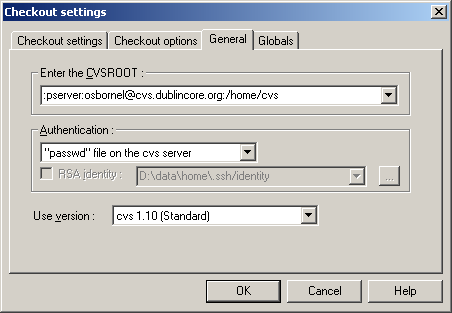 Checkout settings
Checkout settings Checkout options General Globals
Enter the CVSROOT :
:pserver:osbornel@cvs.dublincore.org:/home/cvs
Authentication :
"passwd" file on the cvs server
RSA identity : D:\data\home\.ssh/identity ...
Use version : cvs 1.10 (Standard)
OK Cancel Help